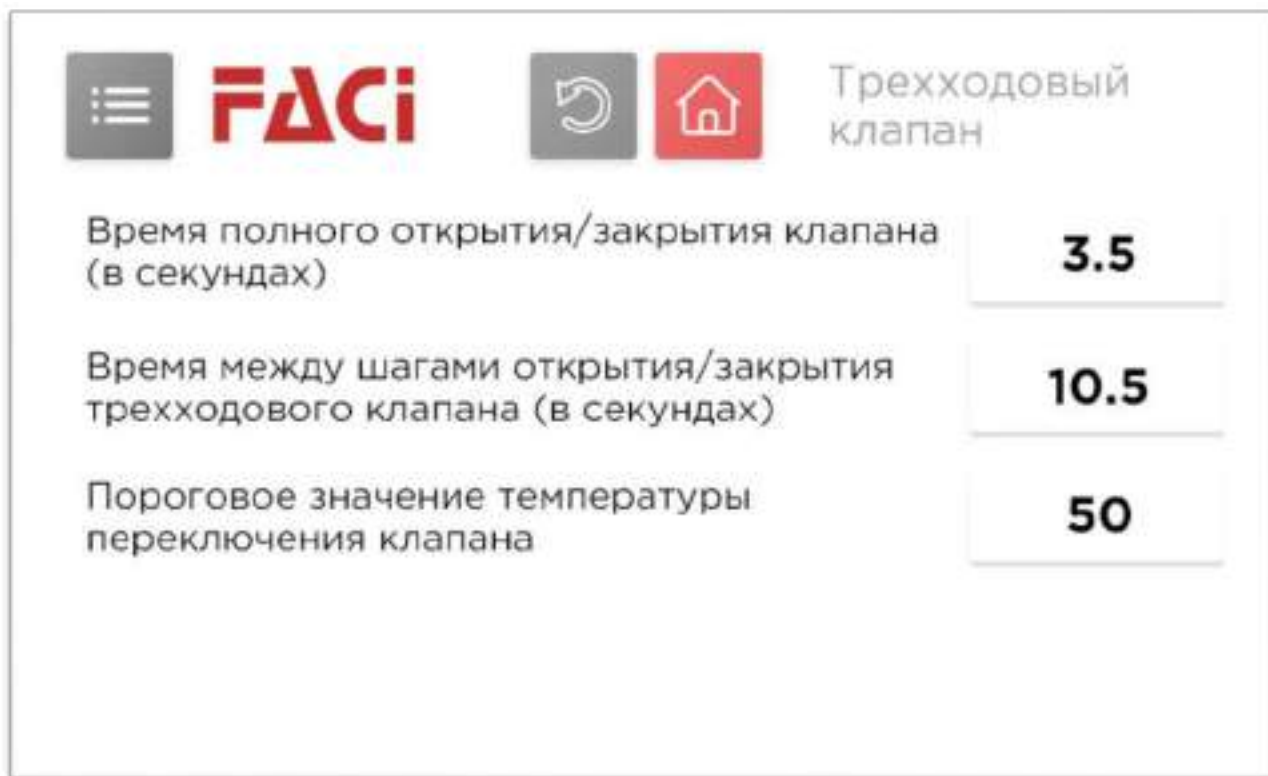 FACi
Трехходовый
клапан
Время полного открытия/закрытия клапана
(в секундах)
3.5
Время между шагами открытия/закрытия
трехходового клапана (в секундах)
10.5
Пороговое значение температуры
переключения клапана
50